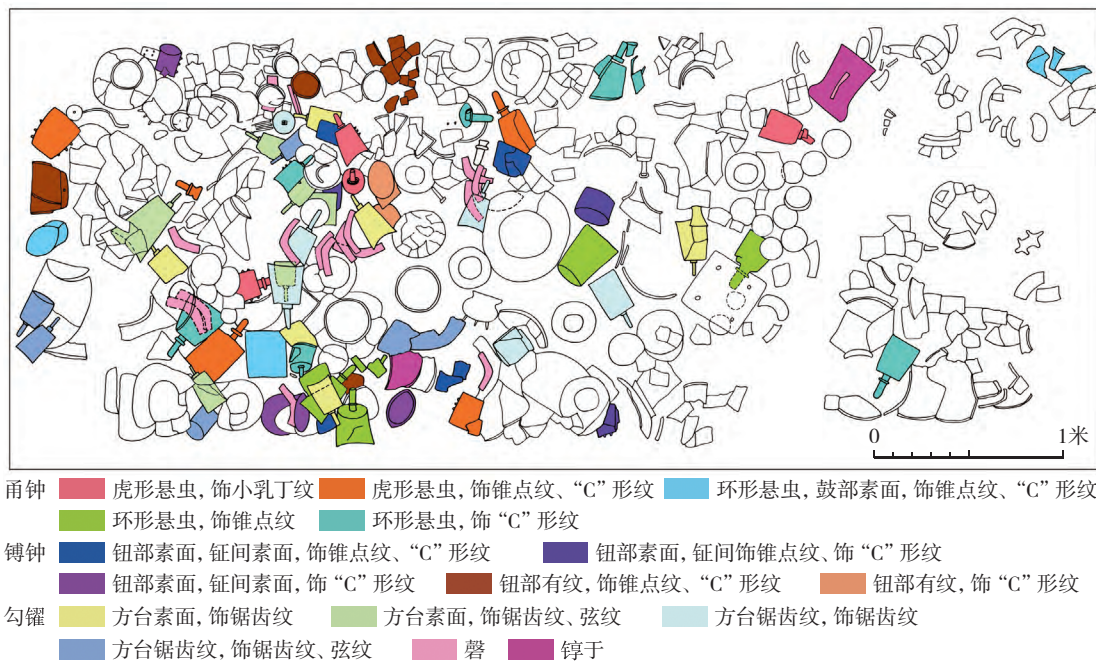 0 1米
甬钟 虎形悬虫，饰小乳丁纹 虎形悬虫，饰锥点纹、“C”形纹 环形悬虫，鼓部素面，饰锥点纹、“C”形纹
环形悬虫，饰锥点纹 环形悬虫，饰“C”形纹
镈钟 钮部素面，钲间素面，饰锥点纹、“C”形纹 钮部素面，钲间饰锥点纹、饰“C”形纹
钮部素面，钲间素面，饰“C”形纹 钮部有纹，饰锥点纹、“C”形纹 钮部有纹，饰“C”形纹
勾鑃 方台素面，饰锯齿纹 方台素面，饰锯齿纹、弦纹 方台锯齿纹，饰锯齿纹
方台锯齿纹，饰锯齿纹、弦纹 磬 錞于